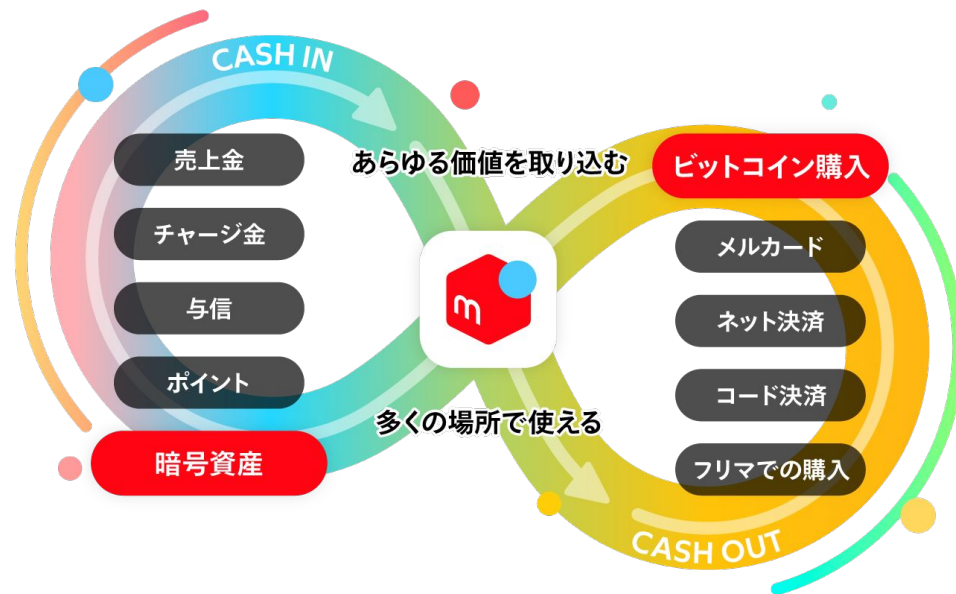 CASH IN
売上金
チャージ金
与信
ポイント
暗号資産
あらゆる価値を取り込む
m
多くの場所で使える
ビットコイン購入
メルカード
ネット決済
コード決済
フリマでの購入
CASH OUT